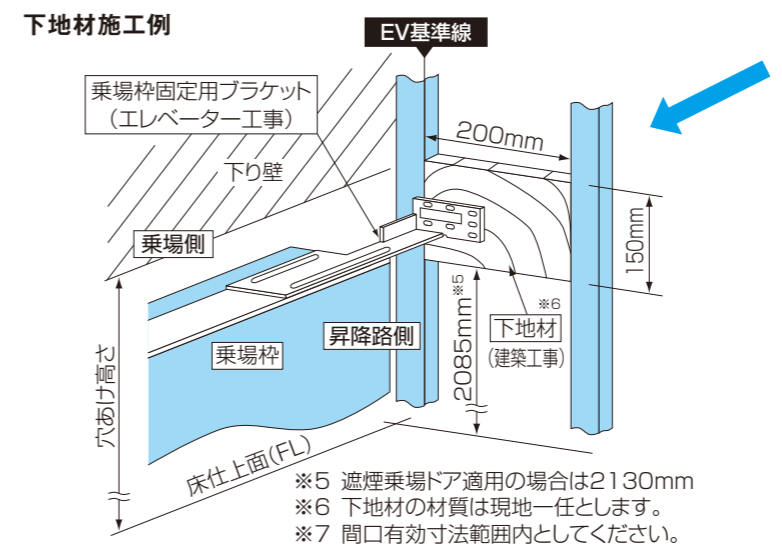 下地材施工例
EV基準線
乗場枠固定用ブラケット
(エレベーター工事)
200mm
下り壁
乗場側
150mm
※6
下地材
(建築工事)
2085mm※5
昇降路側
乗場枠
穴あけ高さ
床仕上面(FL)
※5 遮煙乗場ドア適用の場合は2130mm
※6 下地材の材質は現地一任とします。
※7 間口有効寸法範囲内としてください。